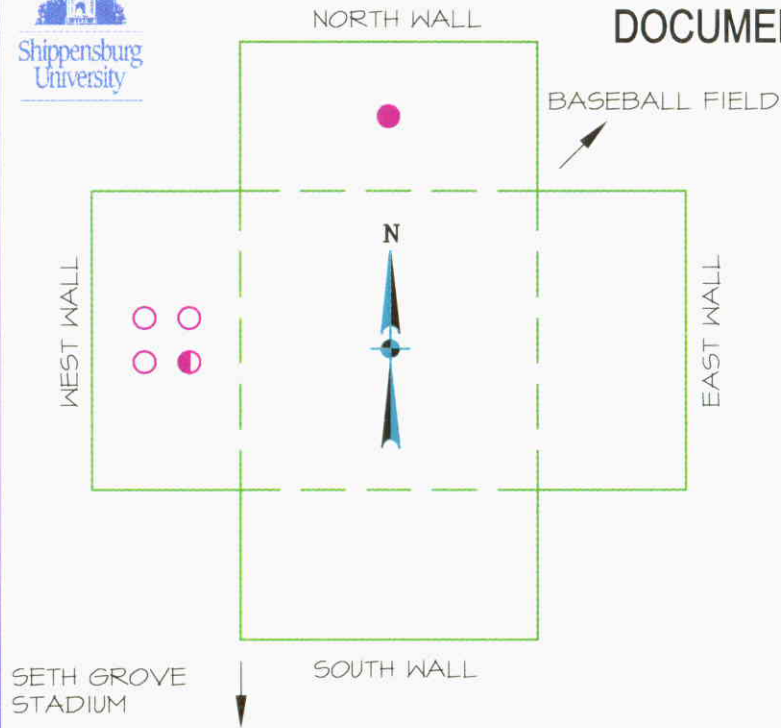 NORTH WALL
DOCUME
Shippensburg
University
BASEBALL FIELD
N
WEST WALL
EAST WALL
SETH GROVE
STADIUM
SOUTH WALL